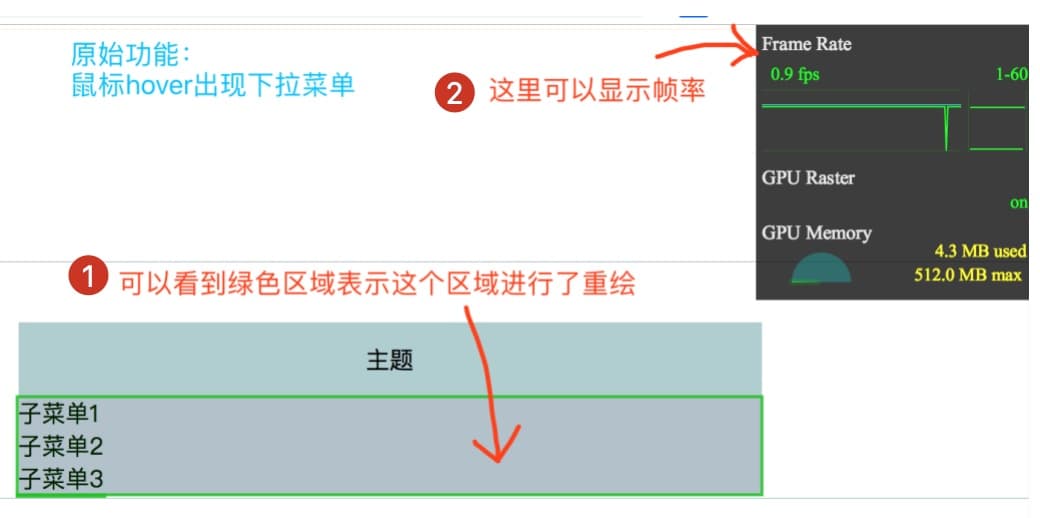 原始功能：
鼠标hover出现下拉菜单
2 这里可以显示帧率
Frame Rate
0.9 fps 1-60
GPU Raster
on
GPU Memory
4.3 MB used
512.0 MB max
1 可以看到绿色区域表示这个区域进行了重绘
主题
子菜单1
子菜单2
子菜单3